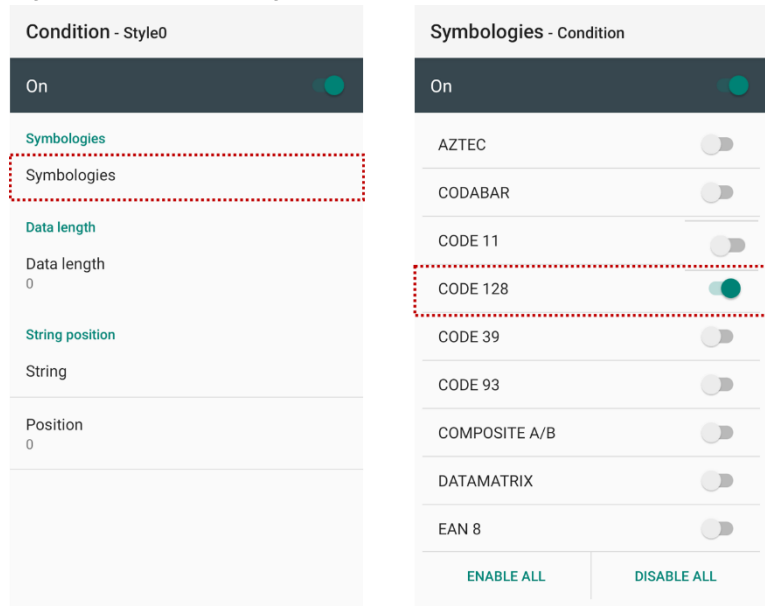 Condition - Style0
On
Symbologies
Symbologies
Data length
Data length
0
String position
String
Position
0
Symbologies - Condition
On
AZTEC
CODABAR
CODE 11
CODE 128
CODE 39
CODE 93
COMPOSITE A/B
DATAMATRIX
EAN 8
ENABLE ALL DISABLE ALL